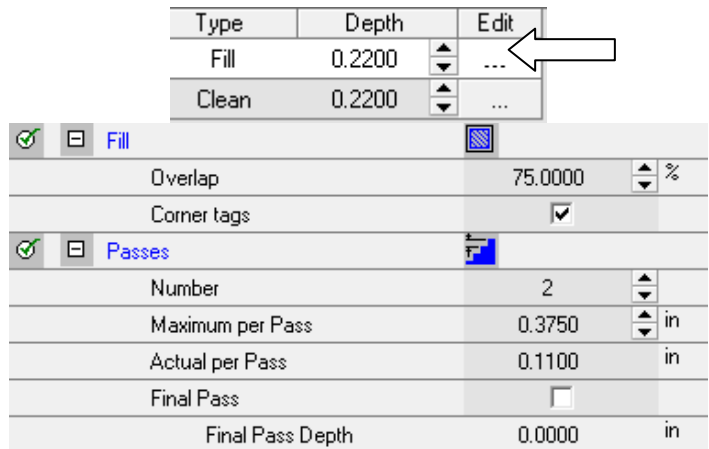 Type Depth Edit
Fill 0.2200 ...
Clean 0.2200 ...
Fill
Overlap 75.0000 %
Corner tags
Passes
Number 2
Maximum per Pass 0.3750 in
Actual per Pass 0.1100 in
Final Pass
Final Pass Depth 0.0000 in